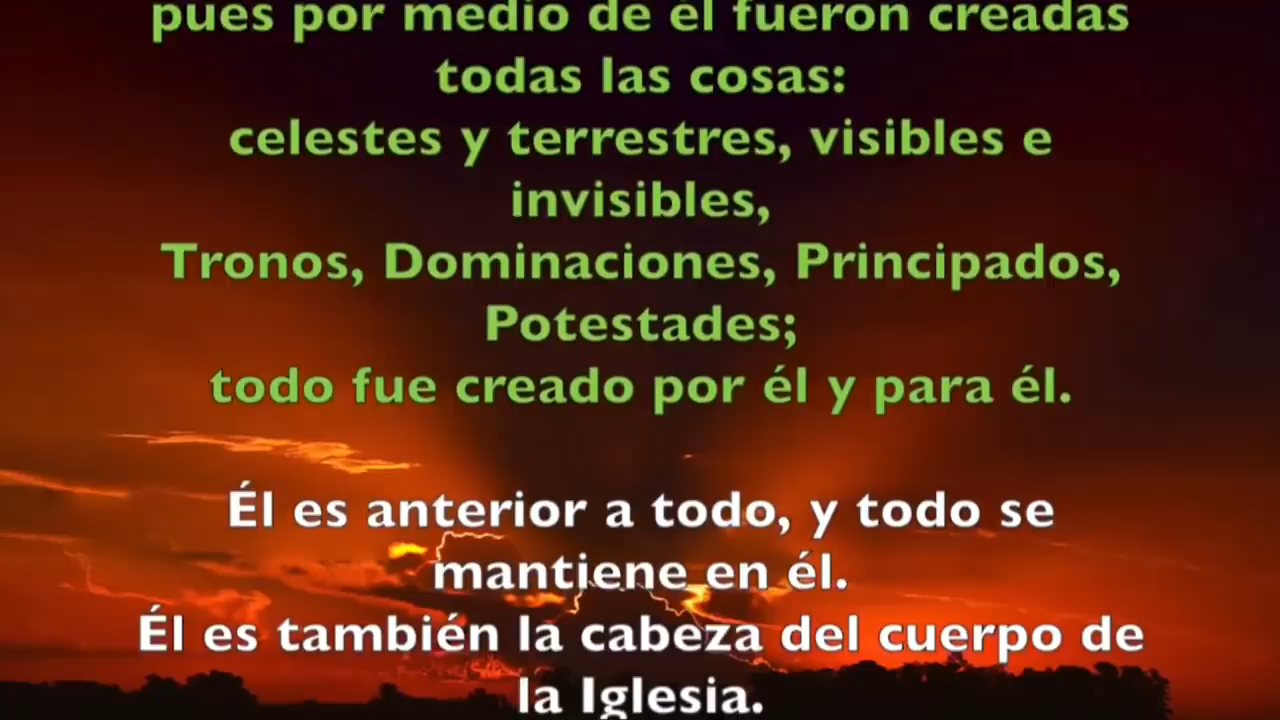 pues por medio de él fueron creadas
todas las cosas:
celestes y terrestres, visibles e
invisibles,
Tronos, Dominaciones, Principados,
Potestades;
todo fue creado por él y para él.
Él es anterior a todo, y todo se
mantiene en él.
Él es también la cabeza del cuerpo de
la Iglesia.